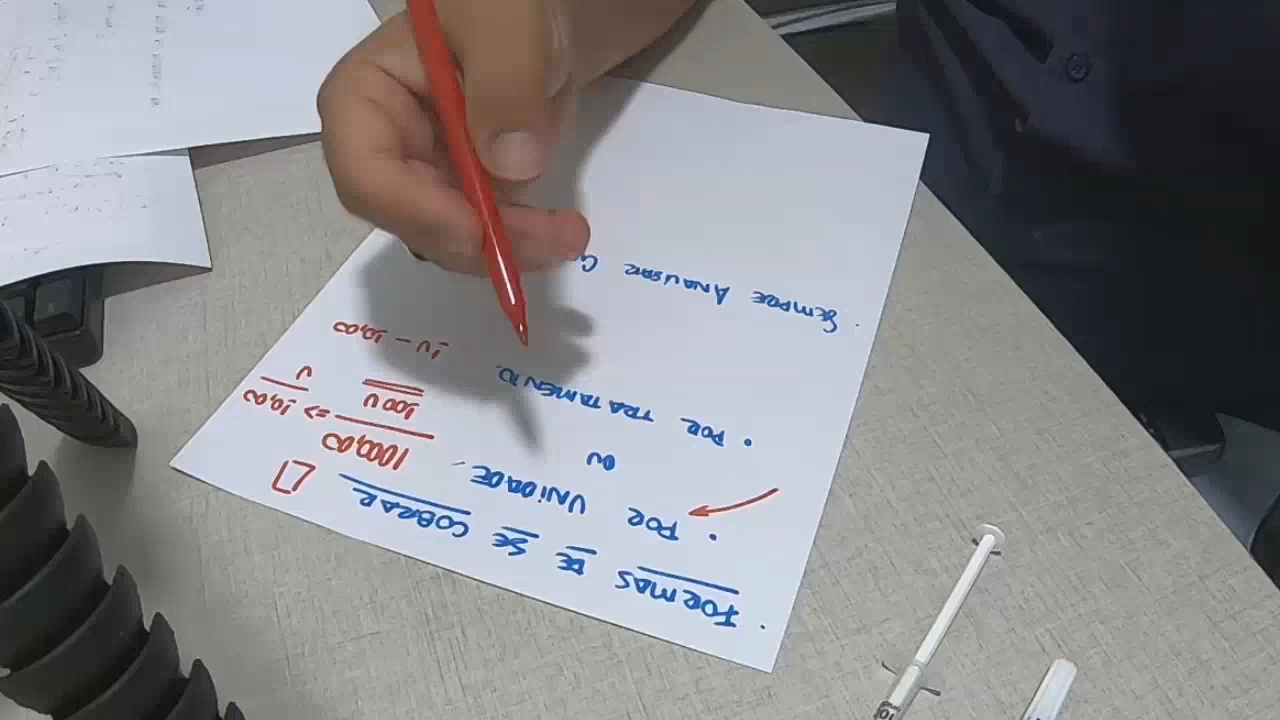 • FORMAS DE SE COBRAR
• POR UNIDADE.
OU
• POR TRATAMENTO.
• SEMPRE ANALISAR
1000,00
100 U
=> 10,00
U
1U - 10,00